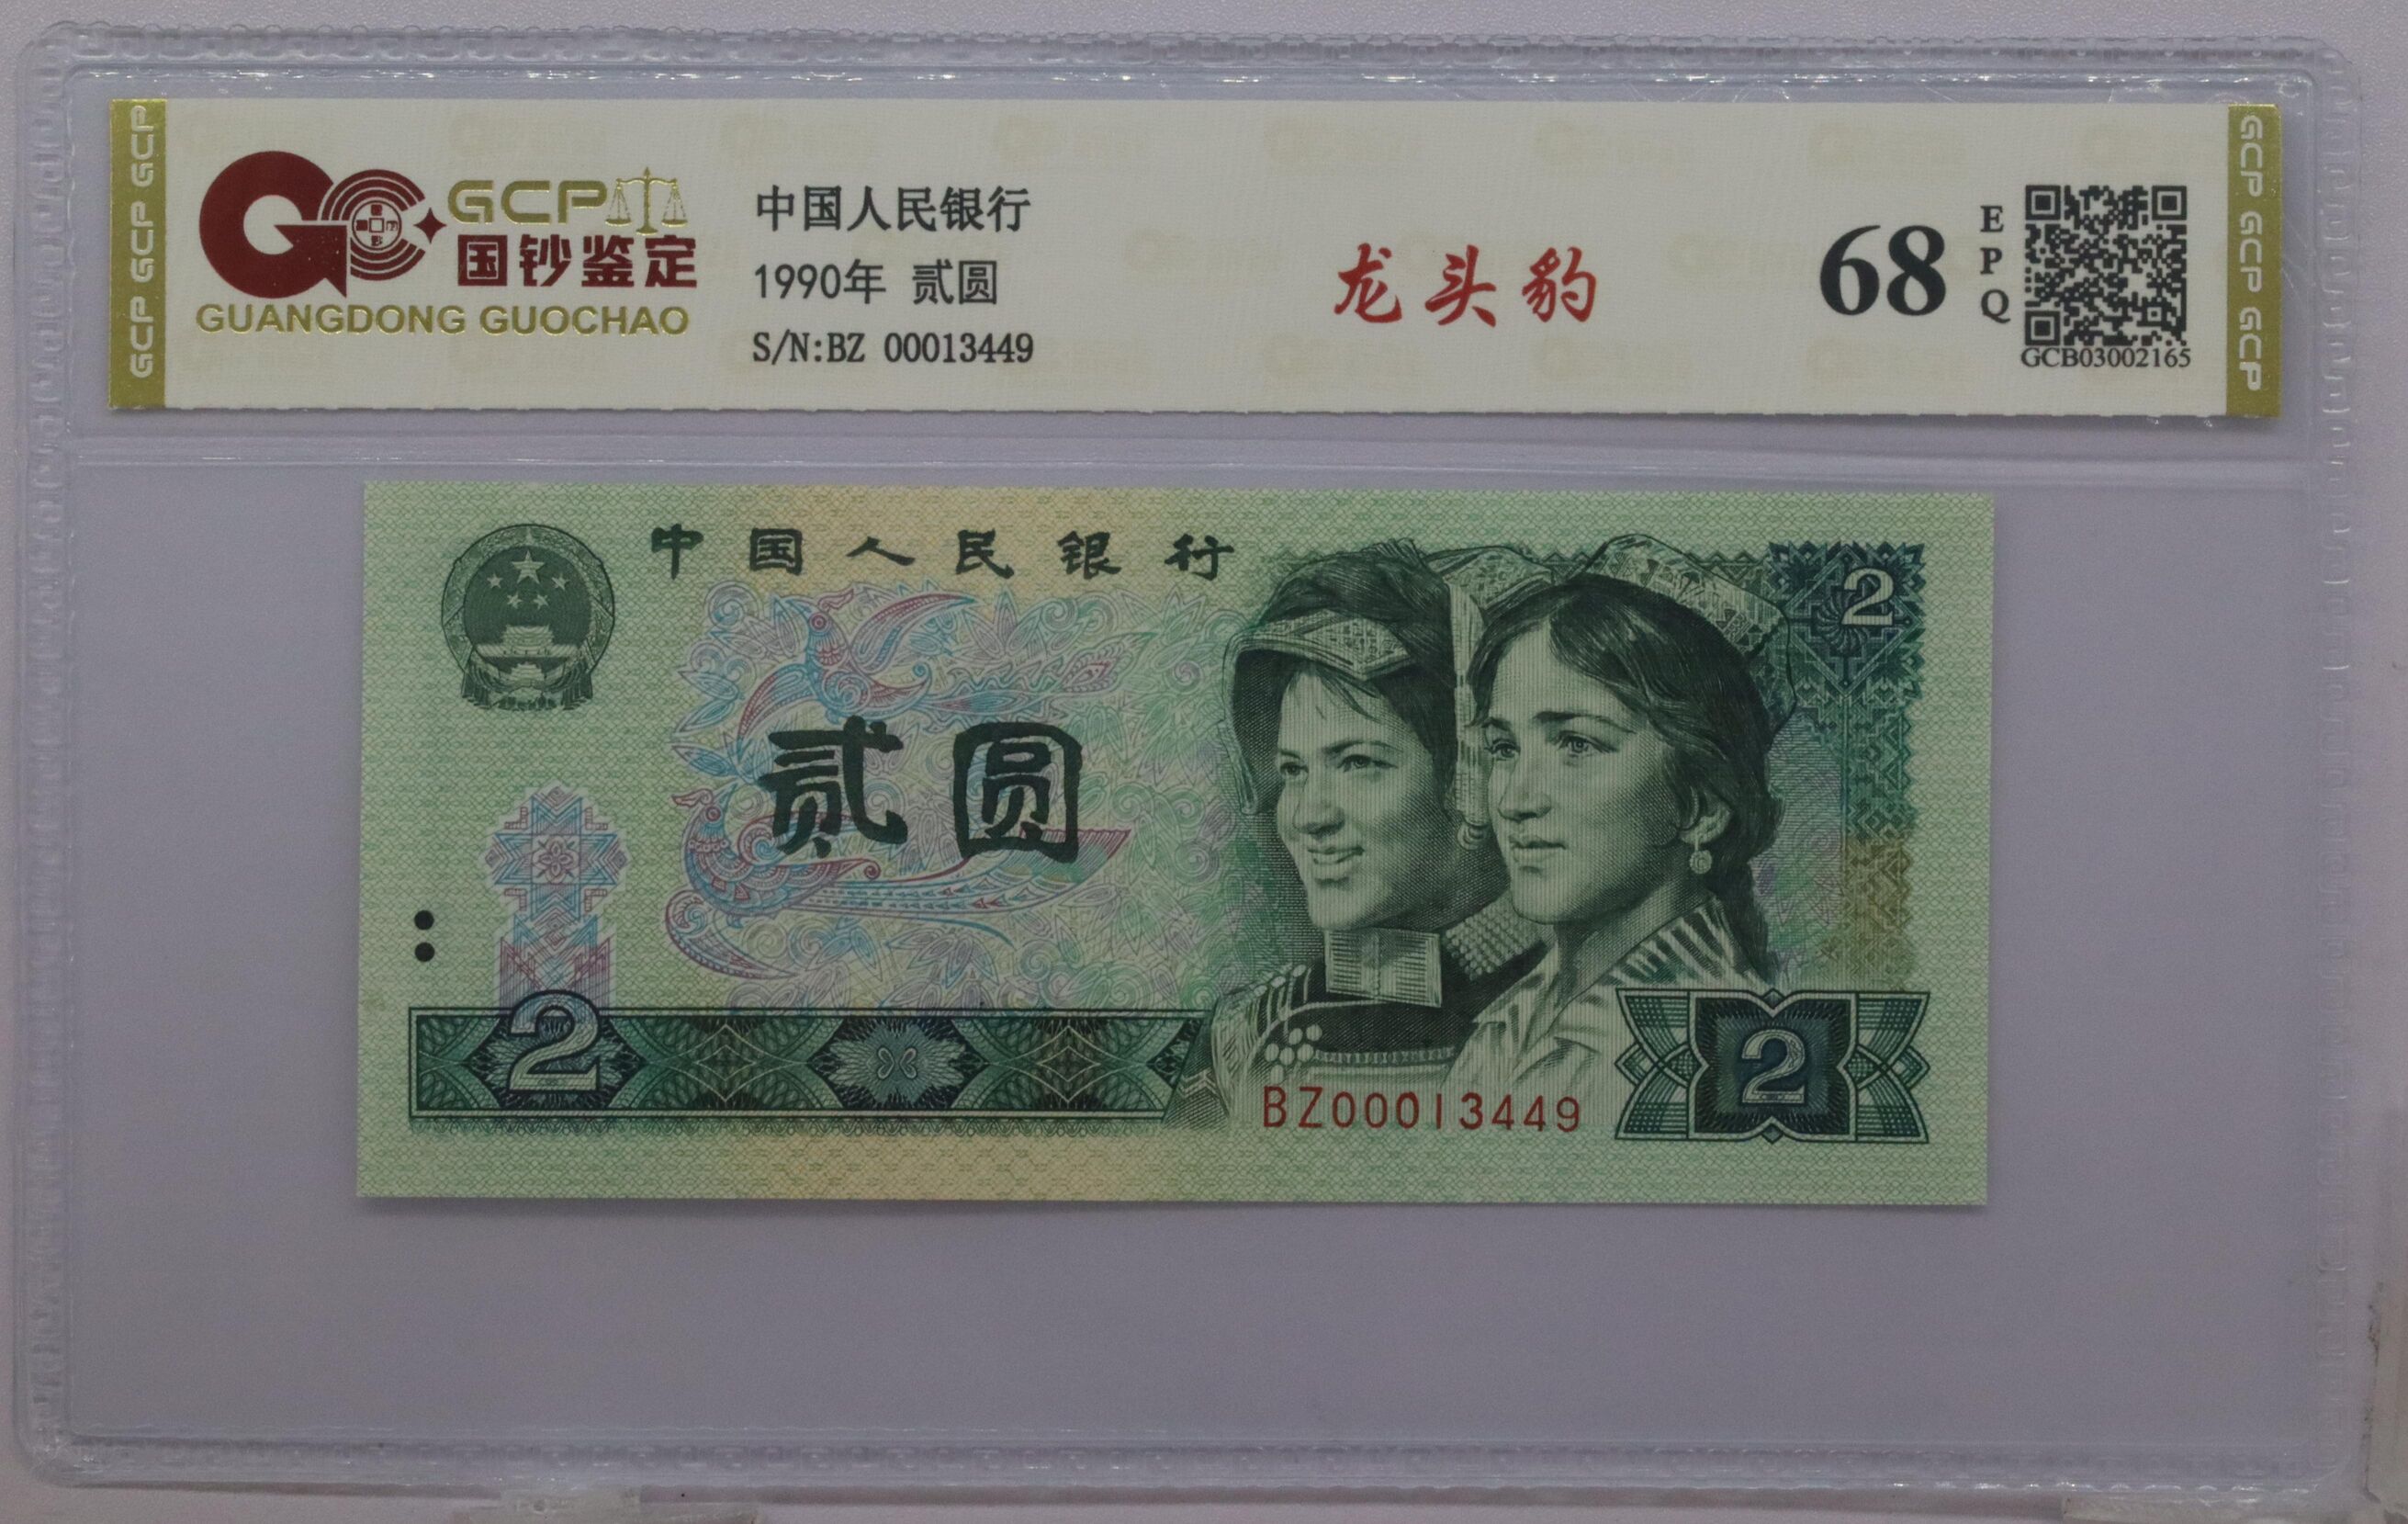 GCP GCP GCP
GCP
国钞鉴定
GUANGDONG GUOCHAO
中国人民银行
1990年 贰圆
S/N:BZ 00013449
龙头豹
68
EPQ
GCB03002165
GCP GCP GCP
中国人民银行
2
贰圆
2
BZ00013449
2